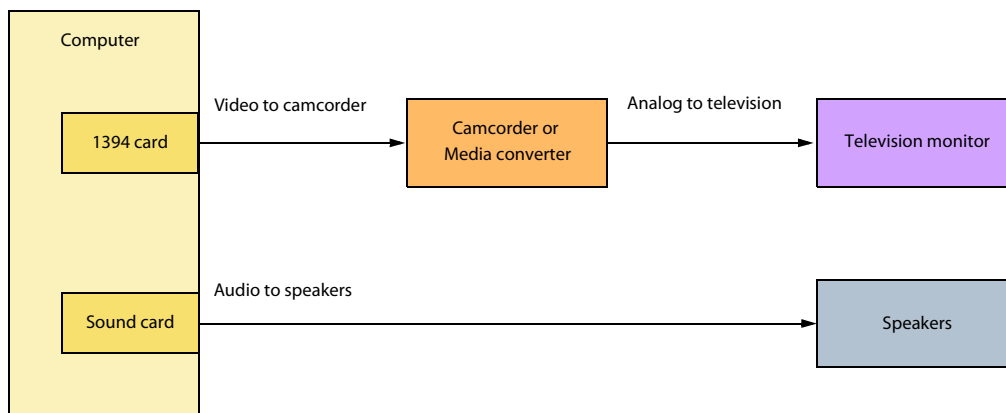 Computer
1394 card
Video to camcorder
Camcorder or
Media converter
Analog to television
Television monitor
Sound card
Audio to speakers
Speakers